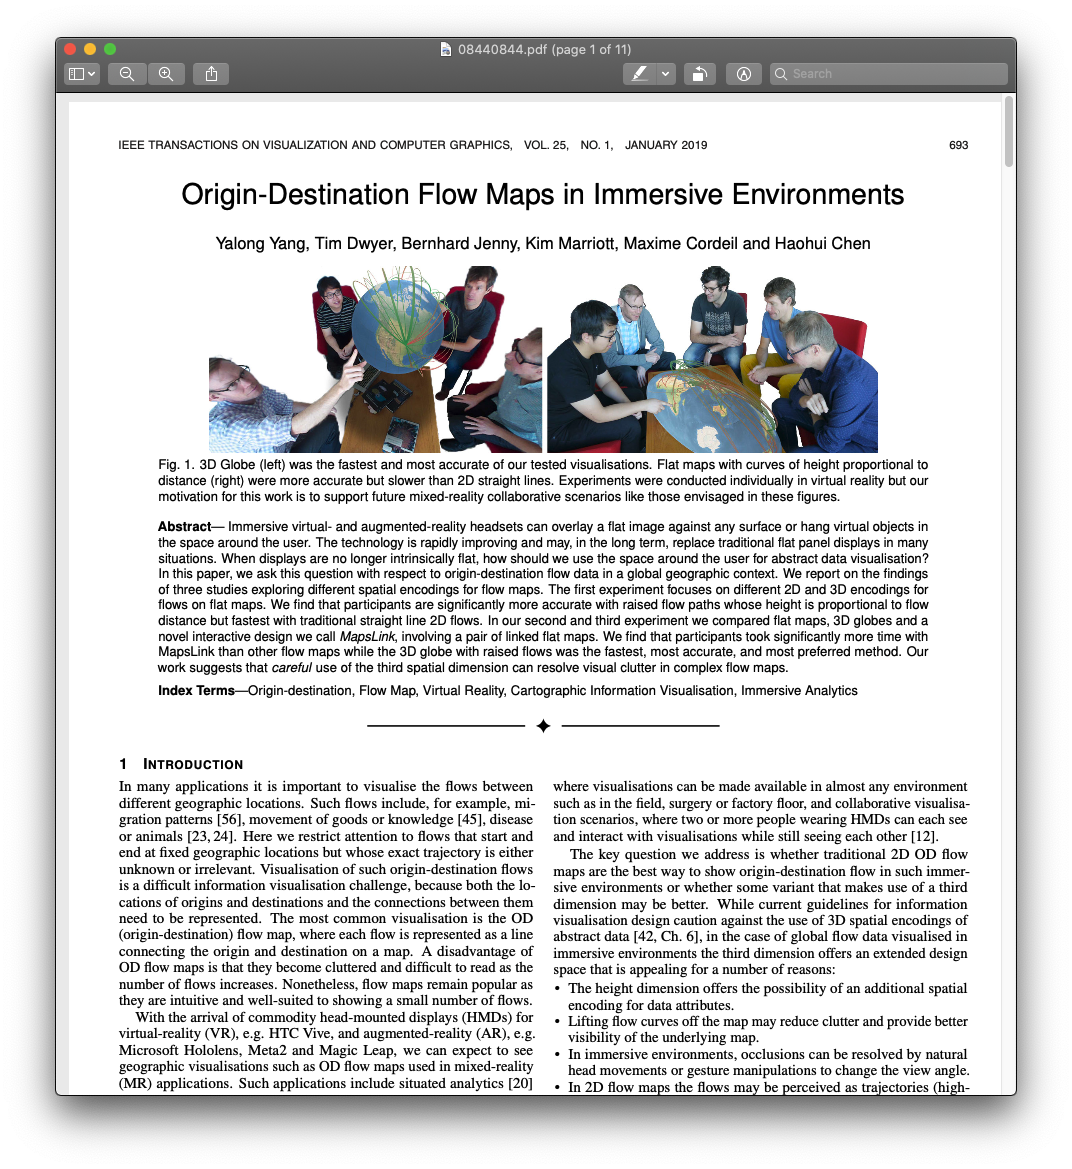 08440844.pdf (page 1 of 11)
Search
IEEE TRANSACTIONS ON VISUALIZATION AND COMPUTER GRAPHICS, VOL. 25, NO. 1, JANUARY 2019
693
Origin-Destination Flow Maps in Immersive Environments
Yalong Yang, Tim Dwyer, Bernhard Jenny, Kim Marriott, Maxime Cordeil and Haohui Chen
Fig. 1. 3D Globe (left) was the fastest and most accurate of our tested visualisations. Flat maps with curves of height proportional to
distance (right) were more accurate but slower than 2D straight lines. Experiments were conducted individually in virtual reality but our
motivation for this work is to support future mixed-reality collaborative scenarios like those envisaged in these figures.
Abstract— Immersive virtual- and augmented-reality headsets can overlay a flat image against any surface or hang virtual objects in
the space around the user. The technology is rapidly improving and may, in the long term, replace traditional flat panel displays in many
situations. When displays are no longer intrinsically flat, how should we use the space around the user for abstract data visualisation?
In this paper, we ask this question with respect to origin-destination flow data in a global geographic context. We report on the findings
of three studies exploring different spatial encodings for flow maps. The first experiment focuses on different 2D and 3D encodings for
flows on flat maps. We find that participants are significantly more accurate with raised flow paths whose height is proportional to flow
distance but fastest with traditional straight line 2D flows. In our second and third experiment we compared flat maps, 3D globes and a
novel interactive design we call MapsLink, involving a pair of linked flat maps. We find that participants took significantly more time with
MapsLink than other flow maps while the 3D globe with raised flows was the fastest, most accurate, and most preferred method. Our
work suggests that careful use of the third spatial dimension can resolve visual clutter in complex flow maps.
Index Terms—Origin-destination, Flow Map, Virtual Reality, Cartographic Information Visualisation, Immersive Analytics
1 INTRODUCTION
In many applications it is important to visualise the flows between
different geographic locations. Such flows include, for example, mi-
gration patterns [56], movement of goods or knowledge [45], disease
or animals [23, 24]. Here we restrict attention to flows that start and
end at fixed geographic locations but whose exact trajectory is either
unknown or irrelevant. Visualisation of such origin-destination flows
is a difficult information visualisation challenge, because both the lo-
cations of origins and destinations and the connections between them
need to be represented. The most common visualisation is the OD
(origin-destination) flow map, where each flow is represented as a line
connecting the origin and destination on a map. A disadvantage of
OD flow maps is that they become cluttered and difficult to read as the
number of flows increases. Nonetheless, flow maps remain popular as
they are intuitive and well-suited to showing a small number of flows.
With the arrival of commodity head-mounted displays (HMDs) for
virtual-reality (VR), e.g. HTC Vive, and augmented-reality (AR), e.g.
Microsoft Hololens, Meta2 and Magic Leap, we can expect to see
geographic visualisations such as OD flow maps used in mixed-reality
(MR) applications. Such applications include situated analytics [20]
where visualisations can be made available in almost any environment
such as in the field, surgery or factory floor, and collaborative visualisa-
tion scenarios, where two or more people wearing HMDs can each see
and interact with visualisations while still seeing each other [12].
The key question we address is whether traditional 2D OD flow
maps are the best way to show origin-destination flow in such immer-
sive environments or whether some variant that makes use of a third
dimension may be better. While current guidelines for information
visualisation design caution against the use of 3D spatial encodings of
abstract data [42, Ch. 6], in the case of global flow data visualised in
immersive environments the third dimension offers an extended design
space that is appealing for a number of reasons:
• The height dimension offers the possibility of an additional spatial
encoding for data attributes.
• Lifting flow curves off the map may reduce clutter and provide better
visibility of the underlying map.
• In immersive environments, occlusions can be resolved by natural
head movements or gesture manipulations to change the view angle.
• In 2D flow maps the flows may be perceived as trajectories (high-